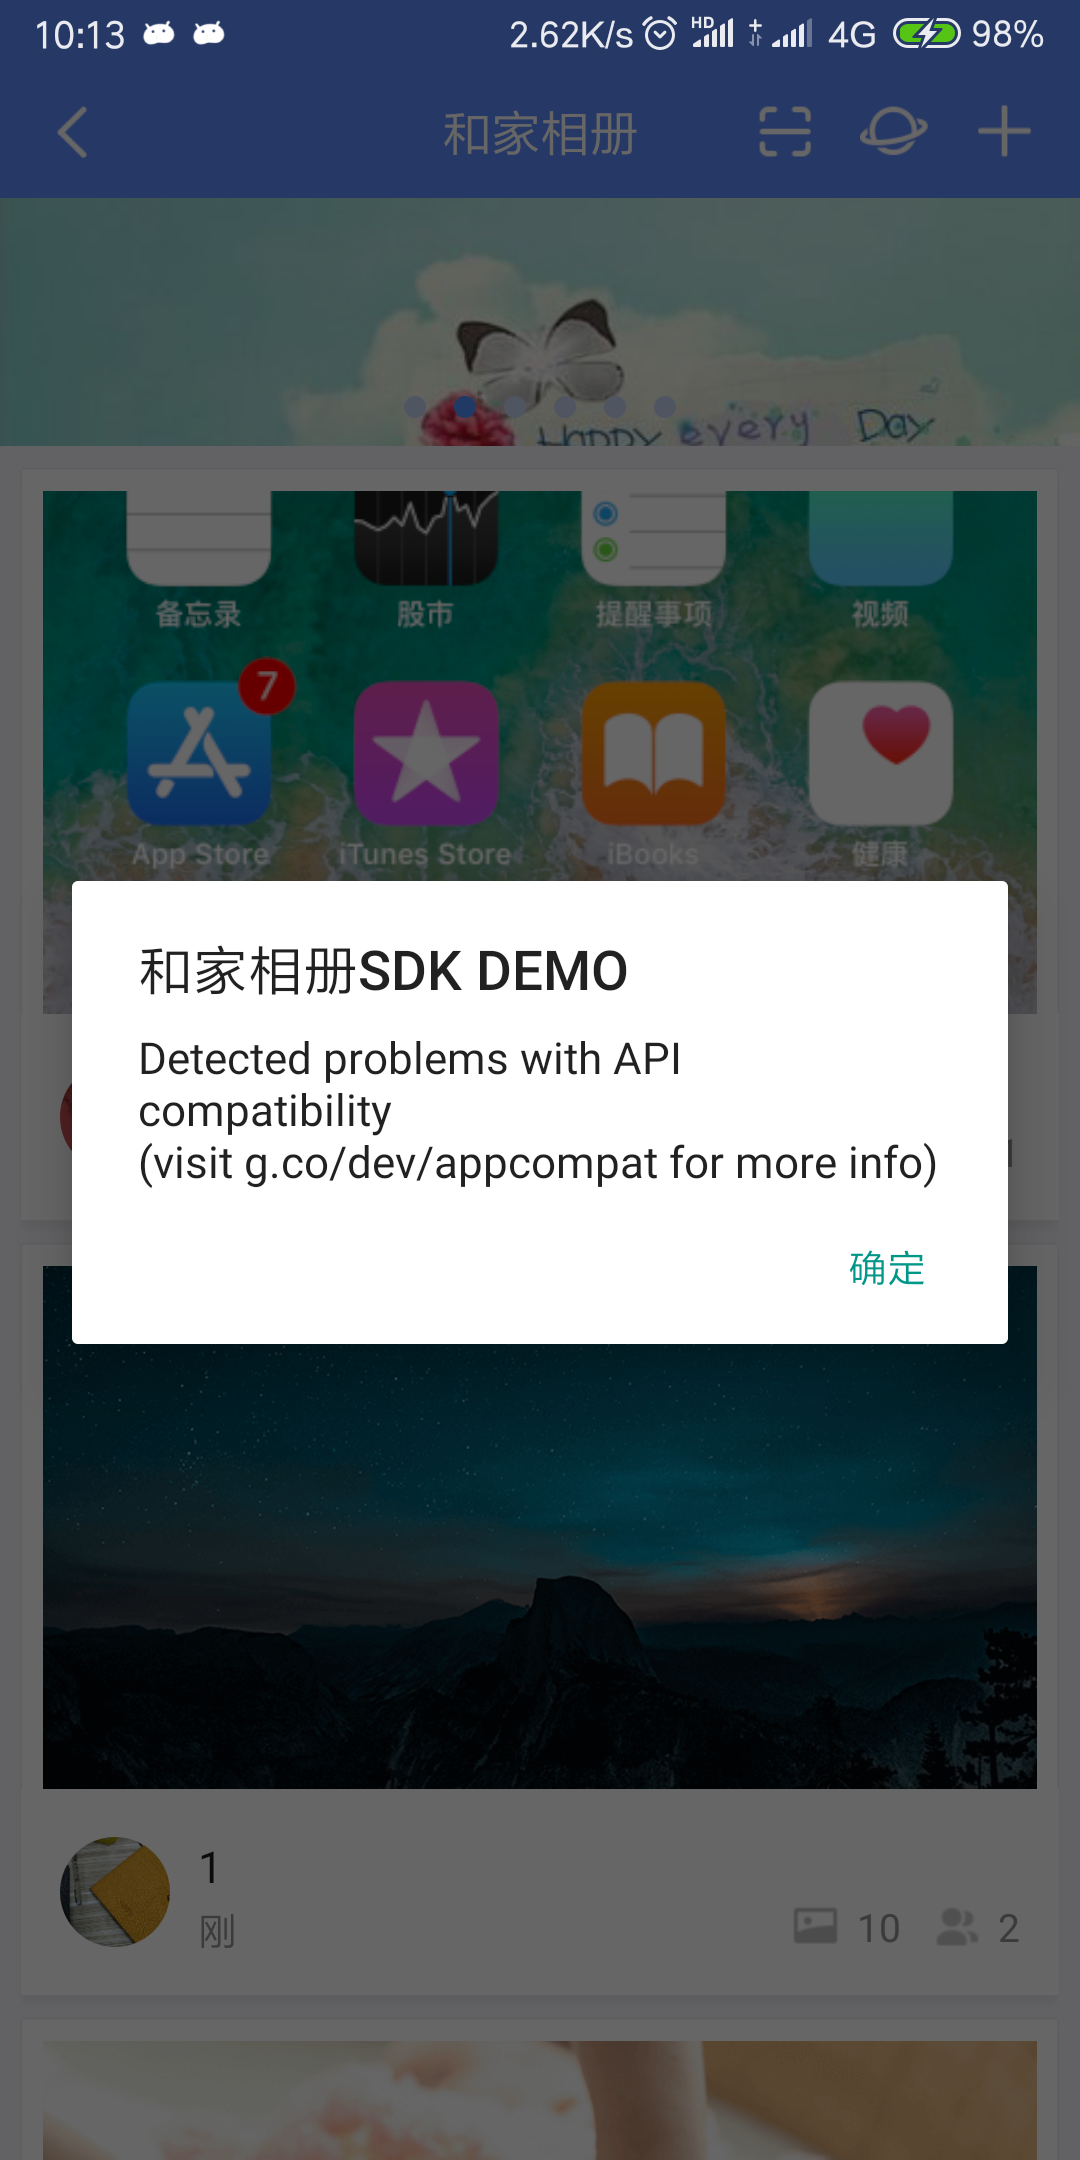 10:13 2.62K/s HD 4G 98%
和家相册
Happy every Day
备忘录 股市 提醒事项 视频
7
App Store iTunes Store iBooks 健康
和家相册SDK DEMO
Detected problems with API
compatibility
(visit g.co/dev/appcompat for more info)
确定
1
刚
10 2